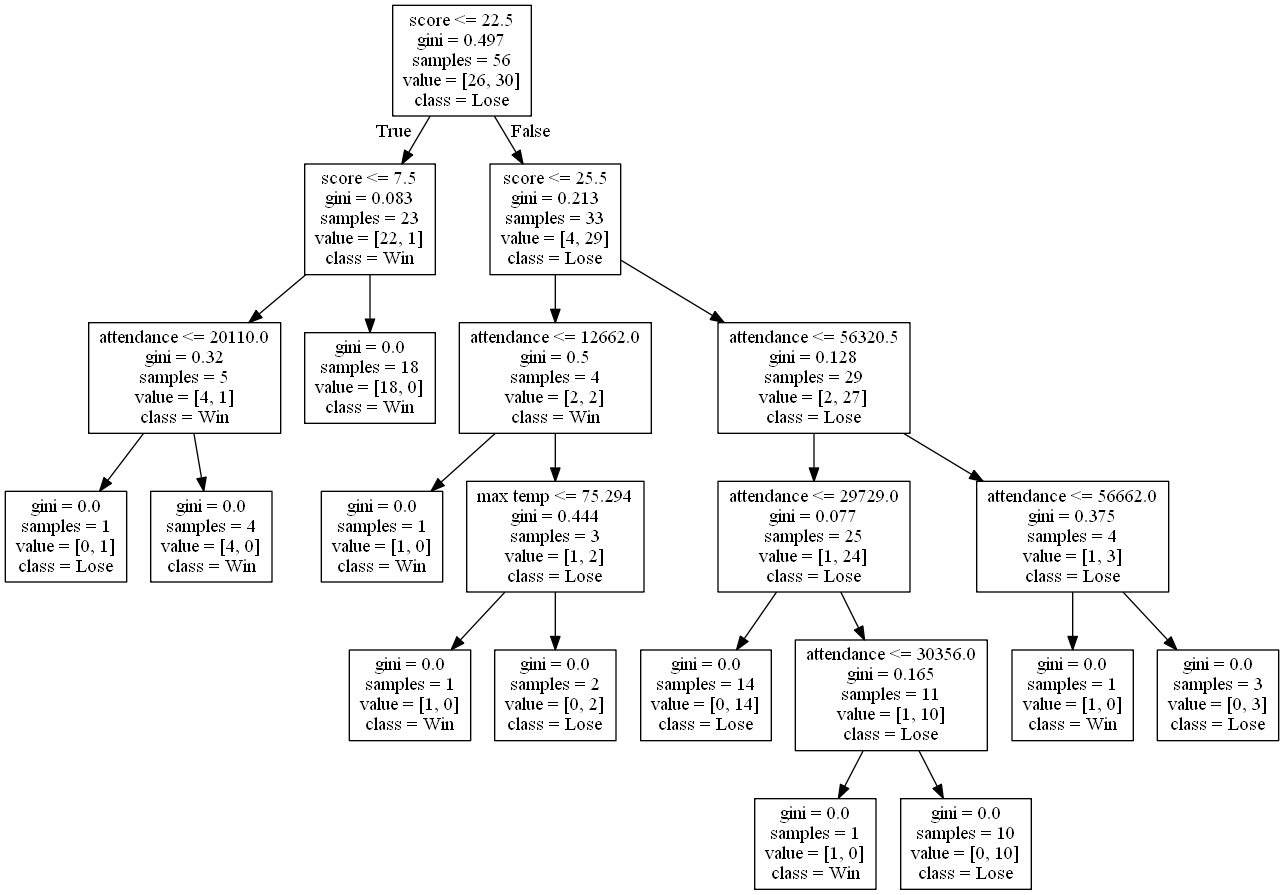 score <= 22.5
gini = 0.497
samples = 56
value = [26, 30]
class = Lose
True
False
score <= 7.5
gini = 0.083
samples = 23
value = [22, 1]
class = Win
score <= 25.5
gini = 0.213
samples = 33
value = [4, 29]
class = Lose
attendance <= 20110.0
gini = 0.32
samples = 5
value = [4, 1]
class = Win
gini = 0.0
samples = 18
value = [18, 0]
class = Win
attendance <= 12662.0
gini = 0.5
samples = 4
value = [2, 2]
class = Win
attendance <= 56320.5
gini = 0.128
samples = 29
value = [2, 27]
class = Lose
gini = 0.0
samples = 1
value = [0, 1]
class = Lose
gini = 0.0
samples = 4
value = [4, 0]
class = Win
gini = 0.0
samples = 1
value = [1, 0]
class = Win
max temp <= 75.294
gini = 0.444
samples = 3
value = [1, 2]
class = Lose
attendance <= 29729.0
gini = 0.077
samples = 25
value = [1, 24]
class = Lose
attendance <= 56662.0
gini = 0.375
samples = 4
value = [1, 3]
class = Lose
gini = 0.0
samples = 1
value = [1, 0]
class = Win
gini = 0.0
samples = 2
value = [0, 2]
class = Lose
gini = 0.0
samples = 14
value = [0, 14]
class = Lose
attendance <= 30356.0
gini = 0.165
samples = 11
value = [1, 10]
class = Lose
gini = 0.0
samples = 1
value = [1, 0]
class = Win
gini = 0.0
samples = 3
value = [0, 3]
class = Lose
gini = 0.0
samples = 1
value = [1, 0]
class = Win
gini = 0.0
samples = 10
value = [0, 10]
class = Lose